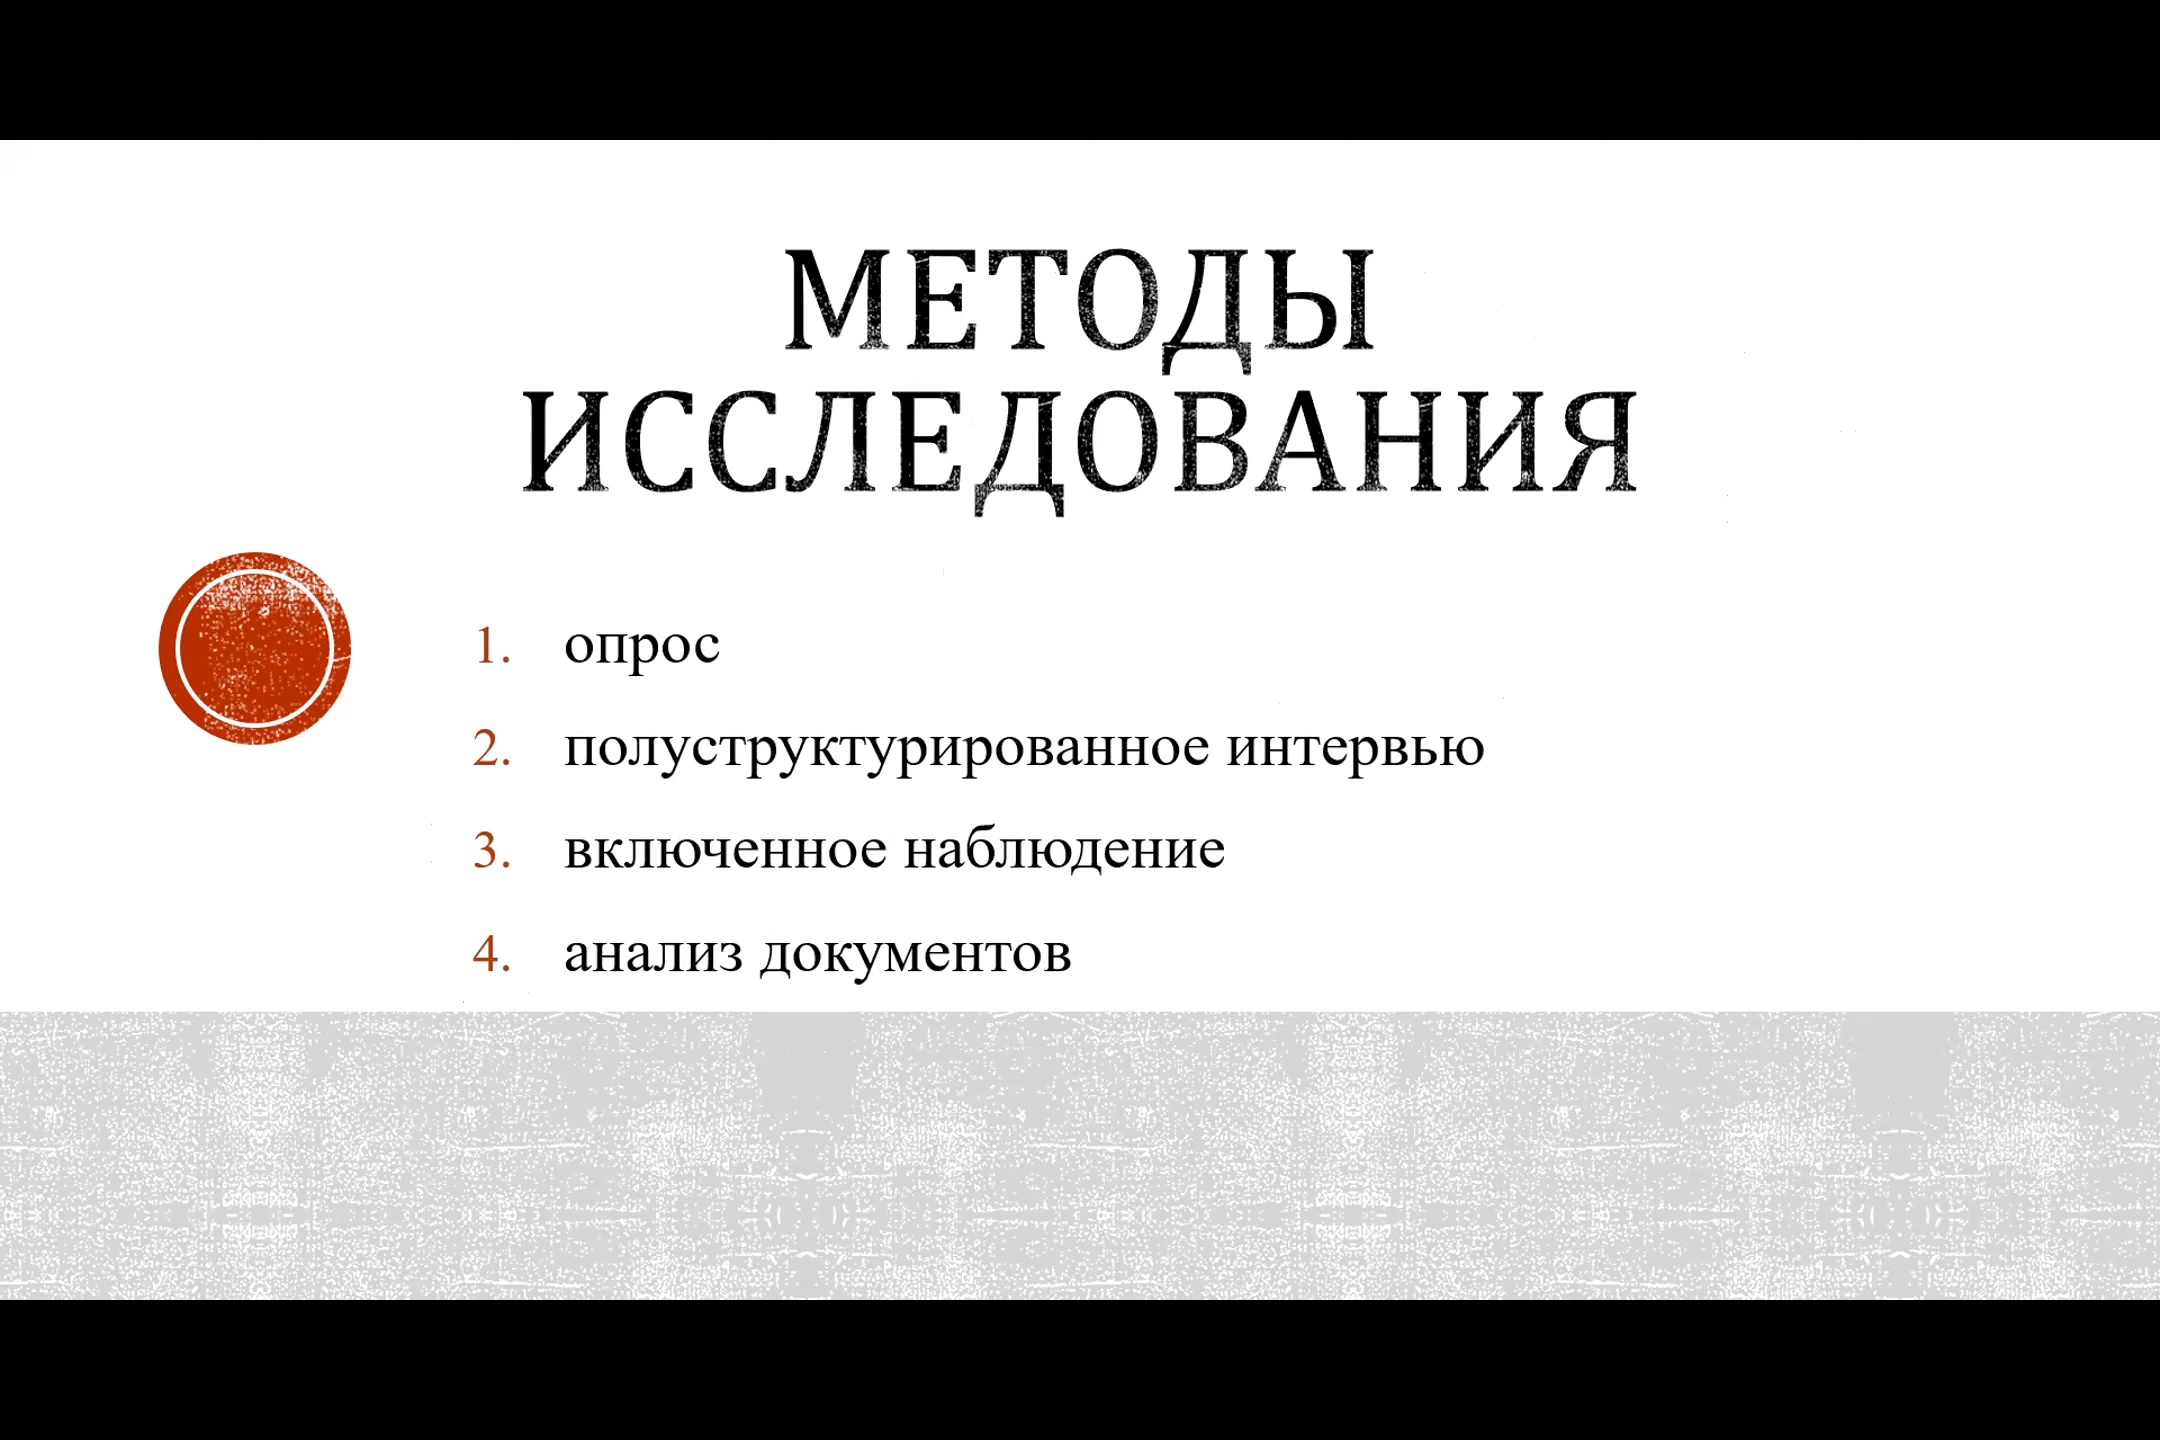 МЕТОДЫ
ИССЛЕДОВАНИЯ
1. опрос
2. полуструктурированное интервью
3. включенное наблюдение
4. анализ документов